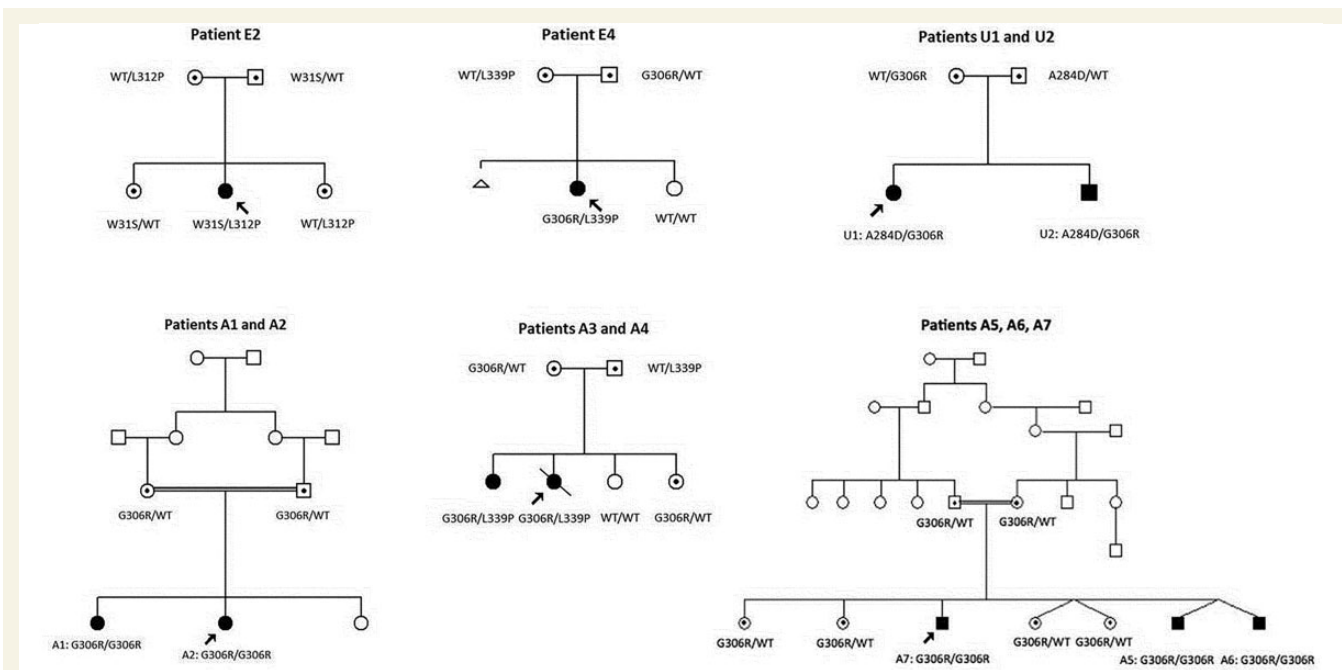 Patient E2
WT/L312P
W31S/WT
W31S/WT
W31S/L312P
WT/L312P
Patient E4
WT/L339P
G306R/WT
G306R/L339P
WT/WT
Patients U1 and U2
WT/G306R
A284D/WT
U1: A284D/G306R
U2: A284D/G306R
Patients A1 and A2
G306R/WT
G306R/WT
A1: G306R/G306R
A2: G306R/G306R
Patients A3 and A4
G306R/WT
WT/L339P
G306R/L339P
G306R/L339P
WT/WT
G306R/WT
Patients A5, A6, A7
G306R/WT
G306R/WT
G306R/WT
G306R/WT
A7: G306R/G306R
G306R/WT
G306R/WT
A5: G306R/G306R
A6: G306R/G306R